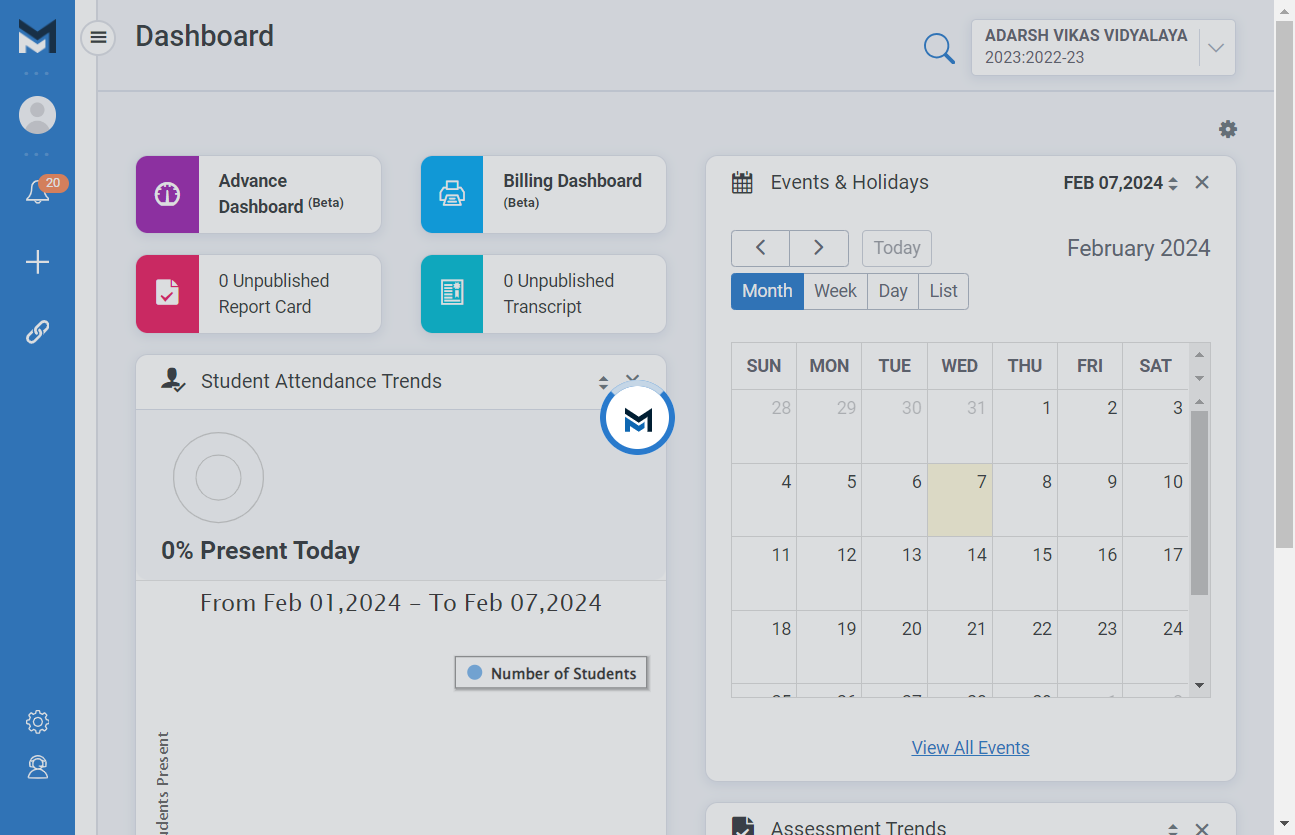 Dashboard
ADARSH VIKAS VIDYALAYA
2023:2022-23
20
Advance
Dashboard (Beta)
Billing Dashboard
(Beta)
0 Unpublished
Report Card
0 Unpublished
Transcript
Student Attendance Trends
0% Present Today
From Feb 01,2024 – To Feb 07,2024
Number of Students
Present
Events & Holidays
FEB 07,2024
Today
February 2024
Month Week Day List
SUN MON TUE WED THU FRI SAT
28 29 30 31 1 2 3
4 5 6 7 8 9 10
11 12 13 14 15 16 17
18 19 20 21 22 23 24
View All Events
Assessment Trends